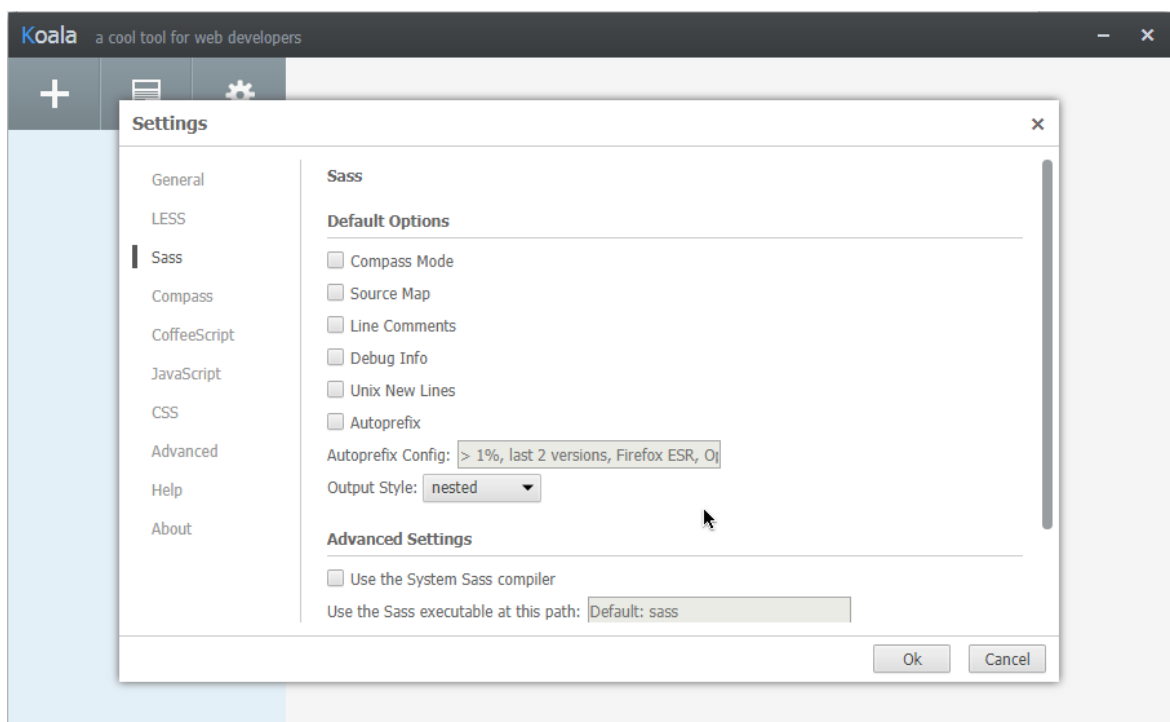 Koala a cool tool for web developers
Settings
General
LESS
Sass
Compass
CoffeeScript
JavaScript
CSS
Advanced
Help
About
Sass
Default Options
Compass Mode
Source Map
Line Comments
Debug Info
Unix New Lines
Autoprefix
Autoprefix Config: > 1%, last 2 versions, Firefox ESR,
Output Style: nested
Advanced Settings
Use the System Sass compiler
Use the Sass executable at this path: Default: sass
Ok Cancel